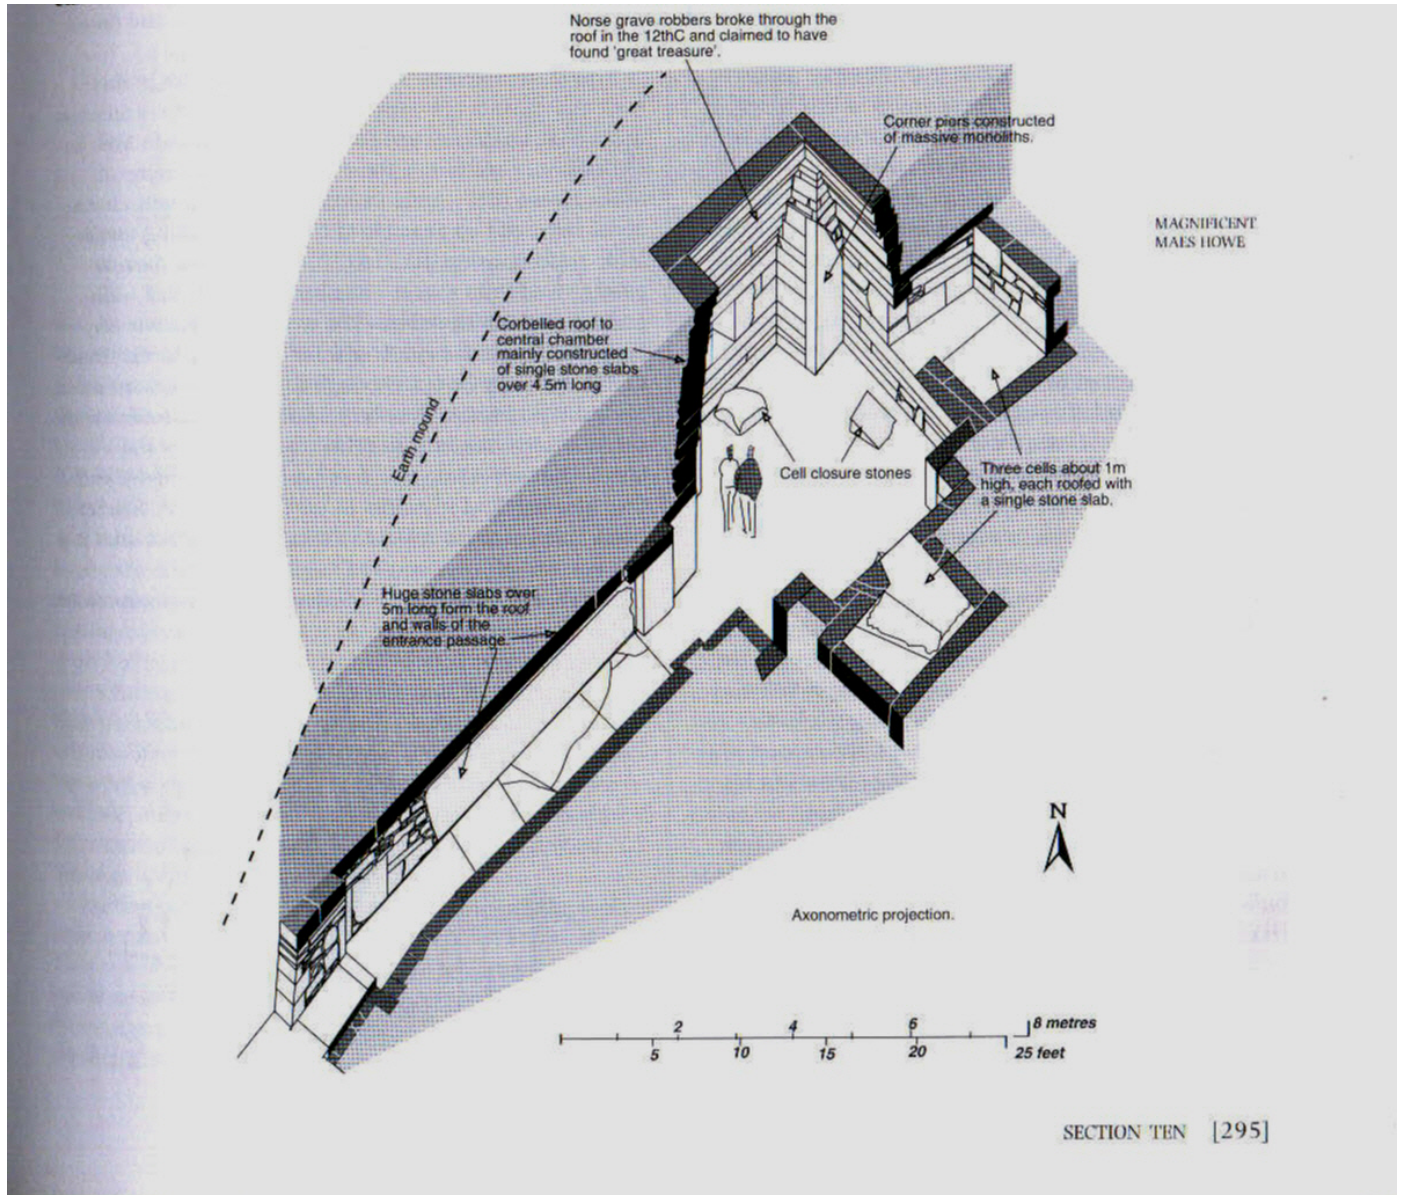 Norse grave robbers broke through the
roof in the 12thC and claimed to have
found 'great treasure'.
Corner piers constructed
of massive monoliths.
MAGNIFICENT
MAES HOWE
Corbelled roof to
central chamber
mainly constructed
of single stone slabs
over 4.5m long
Earth mound
Cell closure stones
Three cells about 1m
high, each roofed with
a single stone slab.
Huge stone slabs over
5m long form the roof
and walls of the
entrance passage.
N
Axonometric projection.
2 4 6 8 metres
5 10 15 20 25 feet
SECTION TEN [295]